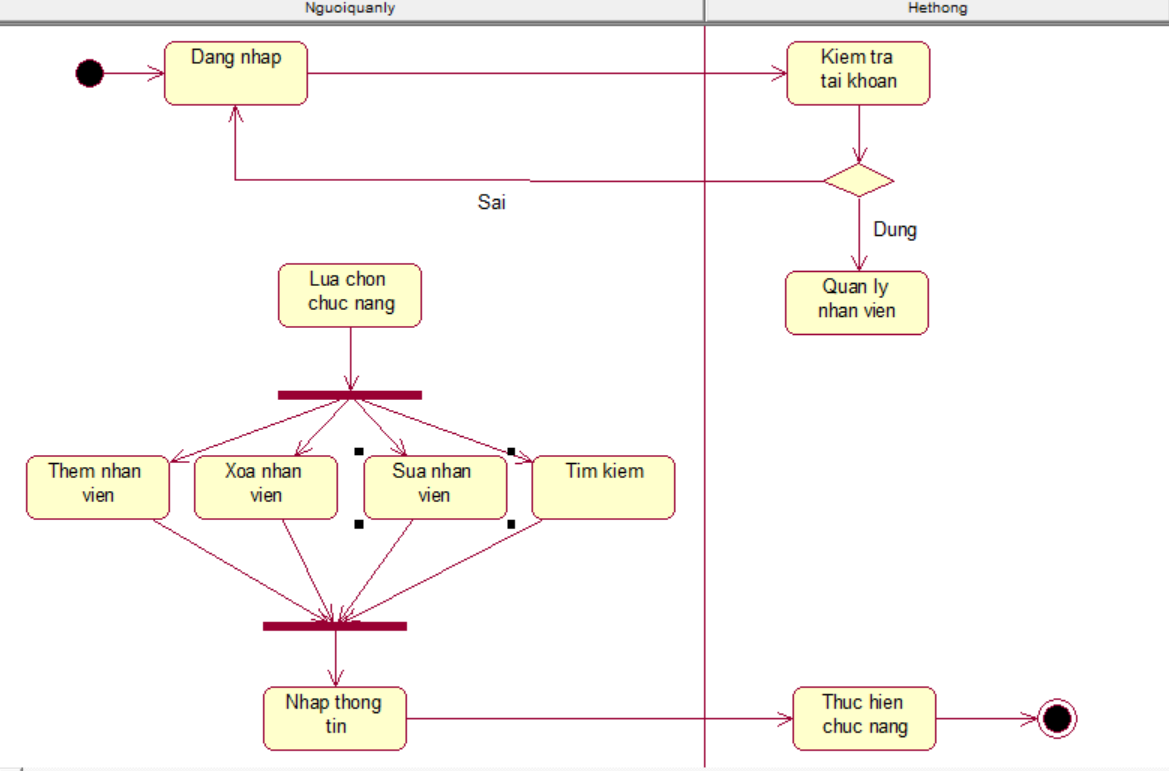 Nguoiquanly
Hethong
Dang nhap
Kiem tra
tai khoan
Sai
Dung
Lua chon
chuc nang
Quan ly
nhan vien
Them nhan
vien
Xoa nhan
vien
Sua nhan
vien
Tim kiem
Nhap thong
tin
Thuc hien
chuc nang